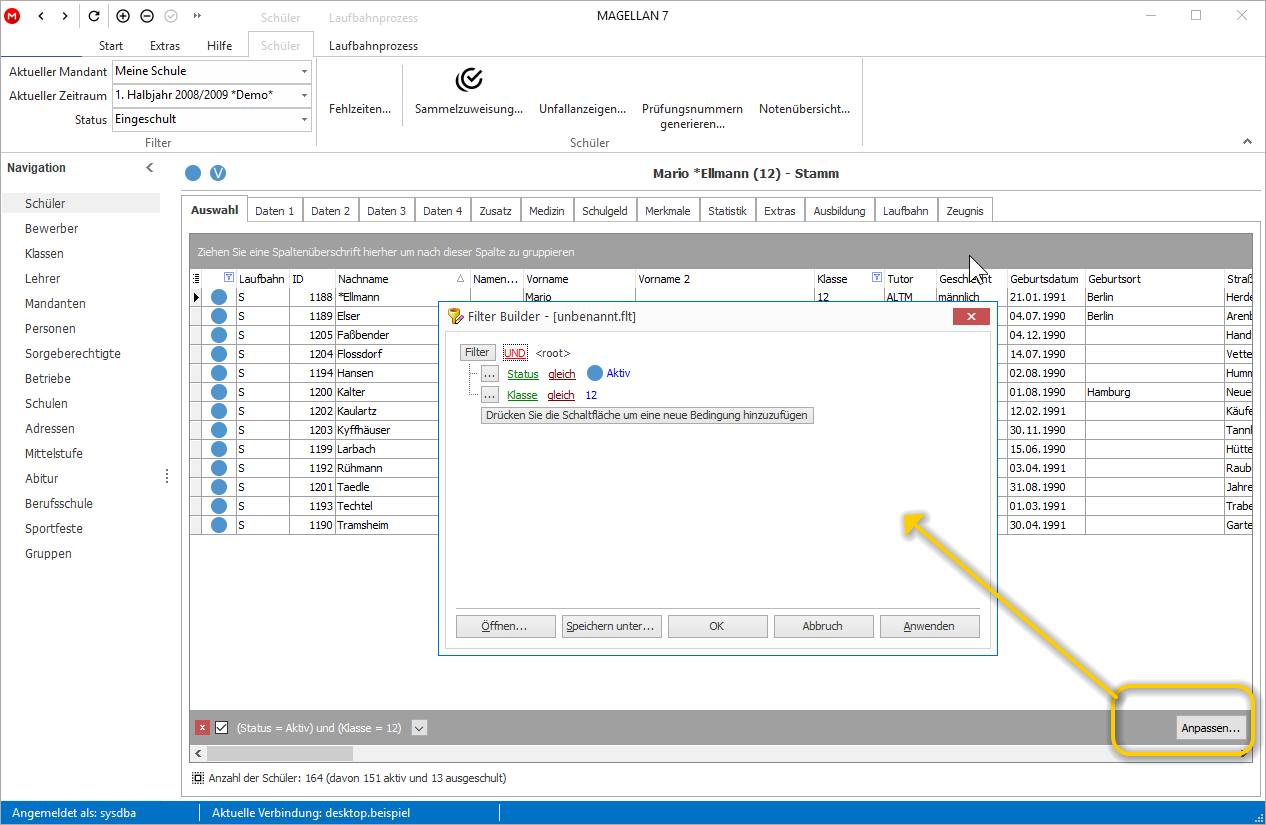 M
Schüler Laufbahnprozess
MAGELLAN 7
Start Extras Hilfe Schüler Laufbahnprozess
Aktueller Mandant Meine Schule
Aktueller Zeitraum 1. Halbjahr 2008/2009 *Demo*
Status Eingeschult
Filter
Fehlzeiten...
Sammelzuweisung...
Unfallanzeigen...
Prüfungsnummern
generieren...
Notenübersicht...
Schüler
Navigation
Schüler
Bewerber
Klassen
Lehrer
Mandanten
Personen
Sorgeberechtigte
Betriebe
Schulen
Adressen
Mittelstufe
Abitur
Berufsschule
Sportfeste
Gruppen
V
Mario *Ellmann (12) - Stamm
Auswahl Daten 1 Daten 2 Daten 3 Daten 4 Zusatz Medizin Schulgeld Merkmale Statistik Extras Ausbildung Laufbahn Zeugnis
Ziehen Sie eine Spaltenüberschrift hierher um nach dieser Spalte zu gruppieren
Laufbahn ID Nachname Namen... Vorname Vorname 2 Klasse Tutor Geburtsdatum Geburtsort Straß
S 1188 *Ellmann Mario 12 ALTM männlich 21.01.1991 Berlin Herde
S 1189 Elser 04.07.1990 Berlin Arenb
S 1205 Faßbender 04.12.1990 Hand
S 1204 Flossdorf 14.07.1990 Vette
S 1194 Hansen 02.08.1990 Humm
S 1200 Kalter 01.08.1990 Hamburg Neue
S 1202 Kaulartz 12.02.1991 Käufe
S 1203 Kyffhäuser 30.11.1990 Tannh
S 1199 Larbach 15.06.1990 Hütte
S 1192 Rühmann 03.04.1991 Raub
S 1201 Taedle 31.08.1990 Jahre
S 1193 Techtel 01.03.1991 Trabe
S 1190 Tramsheim 30.04.1991 Garte
Filter Builder - [unbenannt.flt]
Filter UND <root>
... Status gleich Aktiv
... Klasse gleich 12
Drücken Sie die Schaltfläche um eine neue Bedingung hinzuzufügen
Öffnen... Speichern unter... OK Abbruch Anwenden
(Status = Aktiv) und (Klasse = 12)
Anpassen...
Anzahl der Schüler: 164 (davon 151 aktiv und 13 ausgeschult)
Angemeldet als: sysdba Aktuelle Verbindung: desktop.beispiel